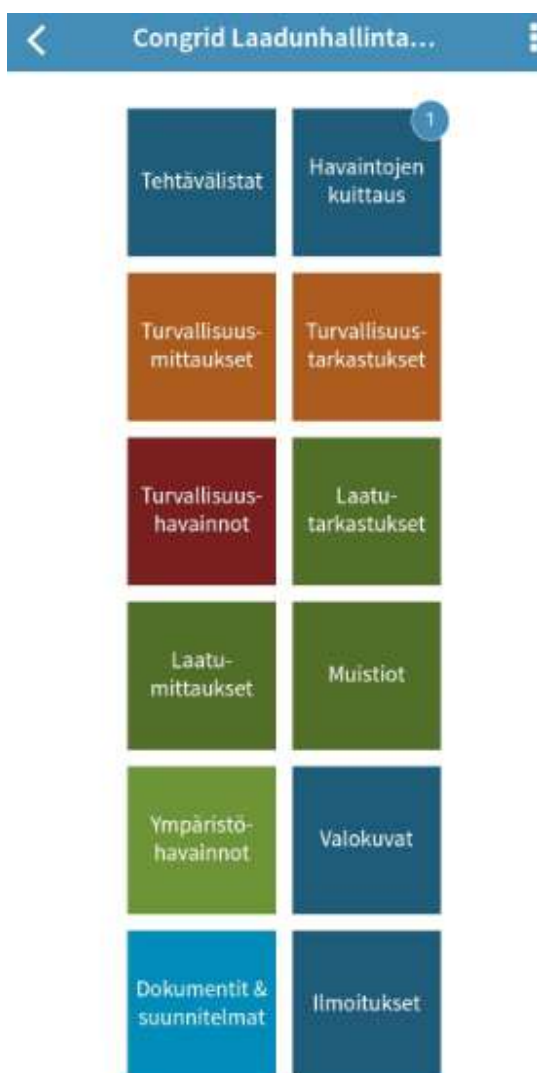 Congrid Laadunhallinta...
Tehtävälistat
1
Havaintojen
kuittaus
Turvallisuus-
mittaukset
Turvallisuus-
tarkastukset
Turvallisuus-
havainnot
Laatu-
tarkastukset
Laatu-
mittaukset
Muistiot
Ympäristö-
havainnot
Valokuvat
Dokumentit &
suunnitelmat
Ilmoitukset